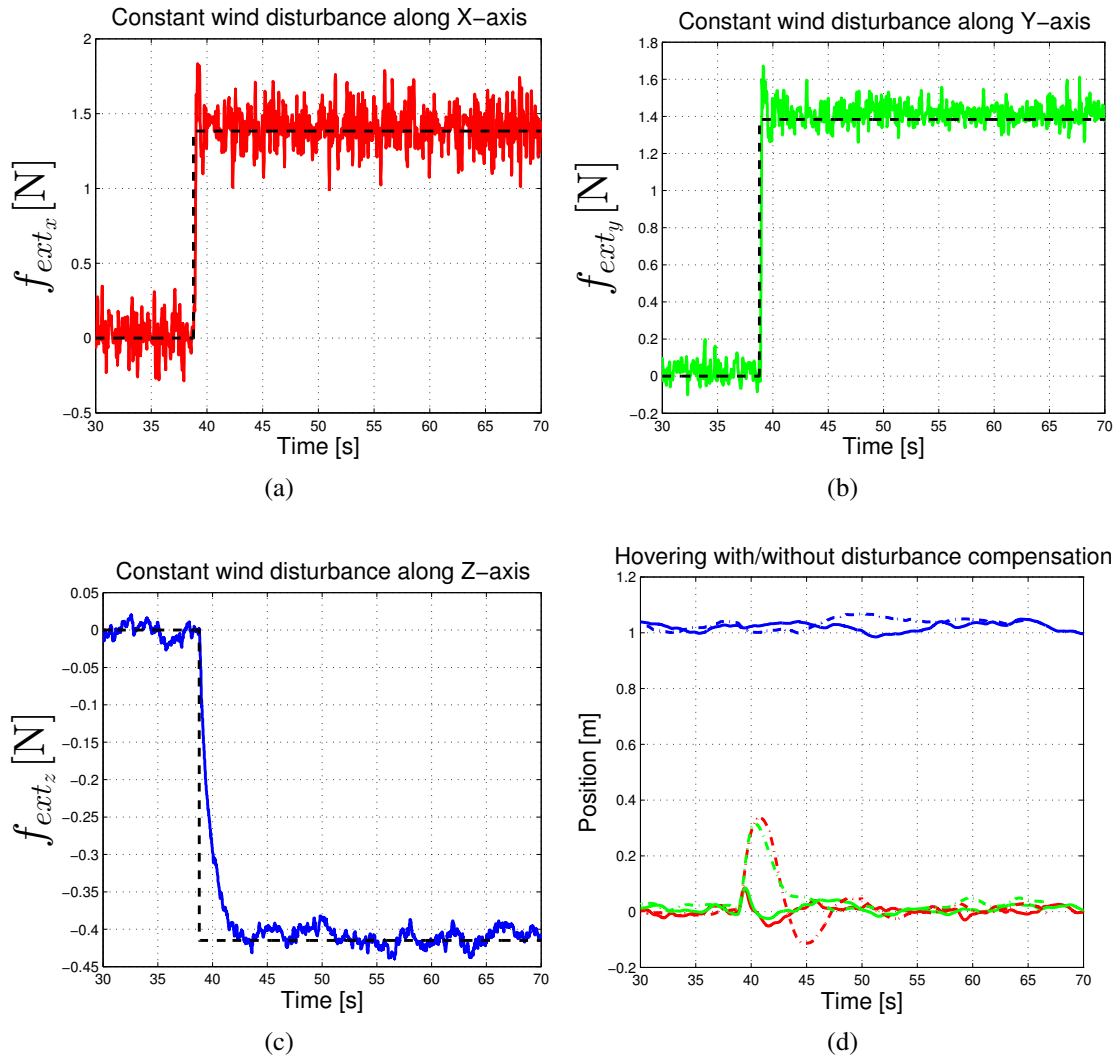 Constant wind disturbance along X−axis
2
1.5
1
0.5
0
−0.5
f_{ext_x} [N]
30 35 40 45 50 55 60 65 70
Time [s]
(a)
Constant wind disturbance along Y−axis
1.8
1.6
1.4
1.2
1
0.8
0.6
0.4
0.2
0
−0.2
f_{ext_y} [N]
30 35 40 45 50 55 60 65 70
Time [s]
(b)
Constant wind disturbance along Z−axis
0.05
0
−0.05
−0.1
−0.15
−0.2
−0.25
−0.3
−0.35
−0.4
−0.45
f_{ext_z} [N]
30 35 40 45 50 55 60 65 70
Time [s]
(c)
Hovering with/without disturbance compensation
1.2
1
0.8
0.6
0.4
0.2
0
−0.2
Position [m]
30 35 40 45 50 55 60 65 70
Time [s]
(d)